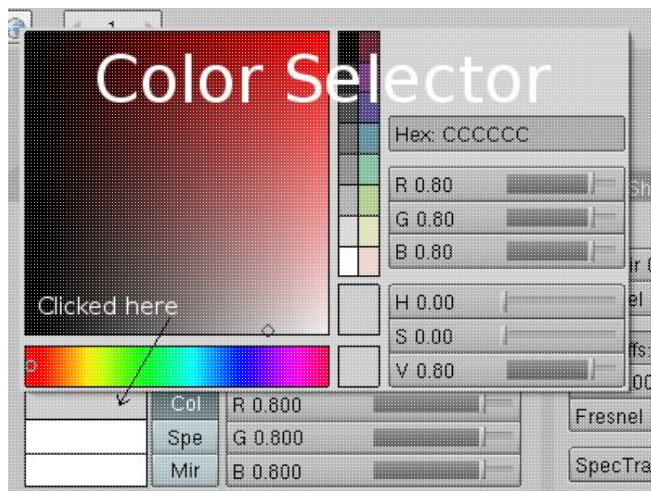 1
Color Selector
Hex: CCCCCC
R 0.80
G 0.80
B 0.80
Clicked here
H 0.00
S 0.00
V 0.80
Col R 0.800
Spe G 0.800
Mir B 0.800
Fresnel
SpecTra